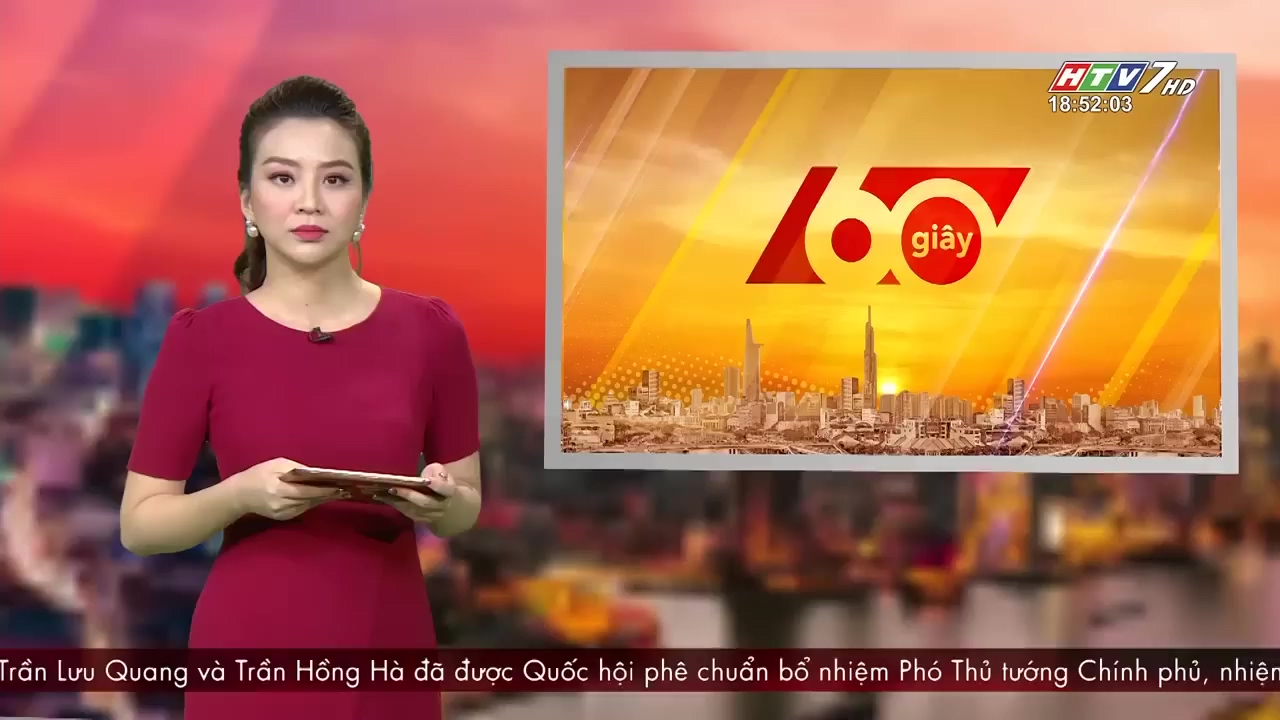 HTV7 HD
18:52:03
60
giây
Trần Lưu Quang và Trần Hồng Hà đã được Quốc hội phê chuẩn bổ nhiệm Phó Thủ tướng Chính phủ, nhiệm